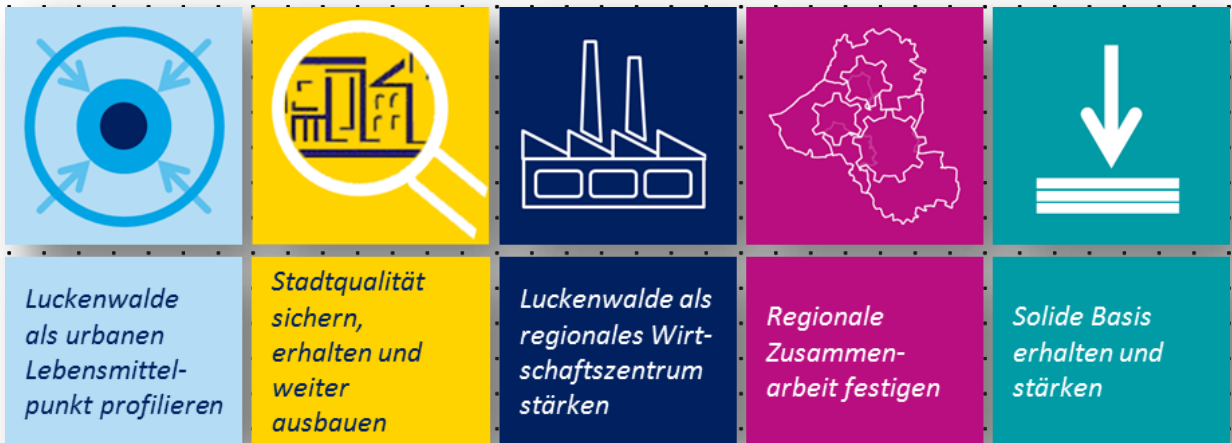 Luckenwalde
als urbanen
Lebensmittel-
punkt profilieren
Stadtqualität
sichern,
erhalten und
weiter
ausbauen
Luckenwalde als
regionales Wirt-
schaftszentrum
stärken
Regionale
Zusammen-
arbeit festigen
Solide Basis
erhalten und
stärken